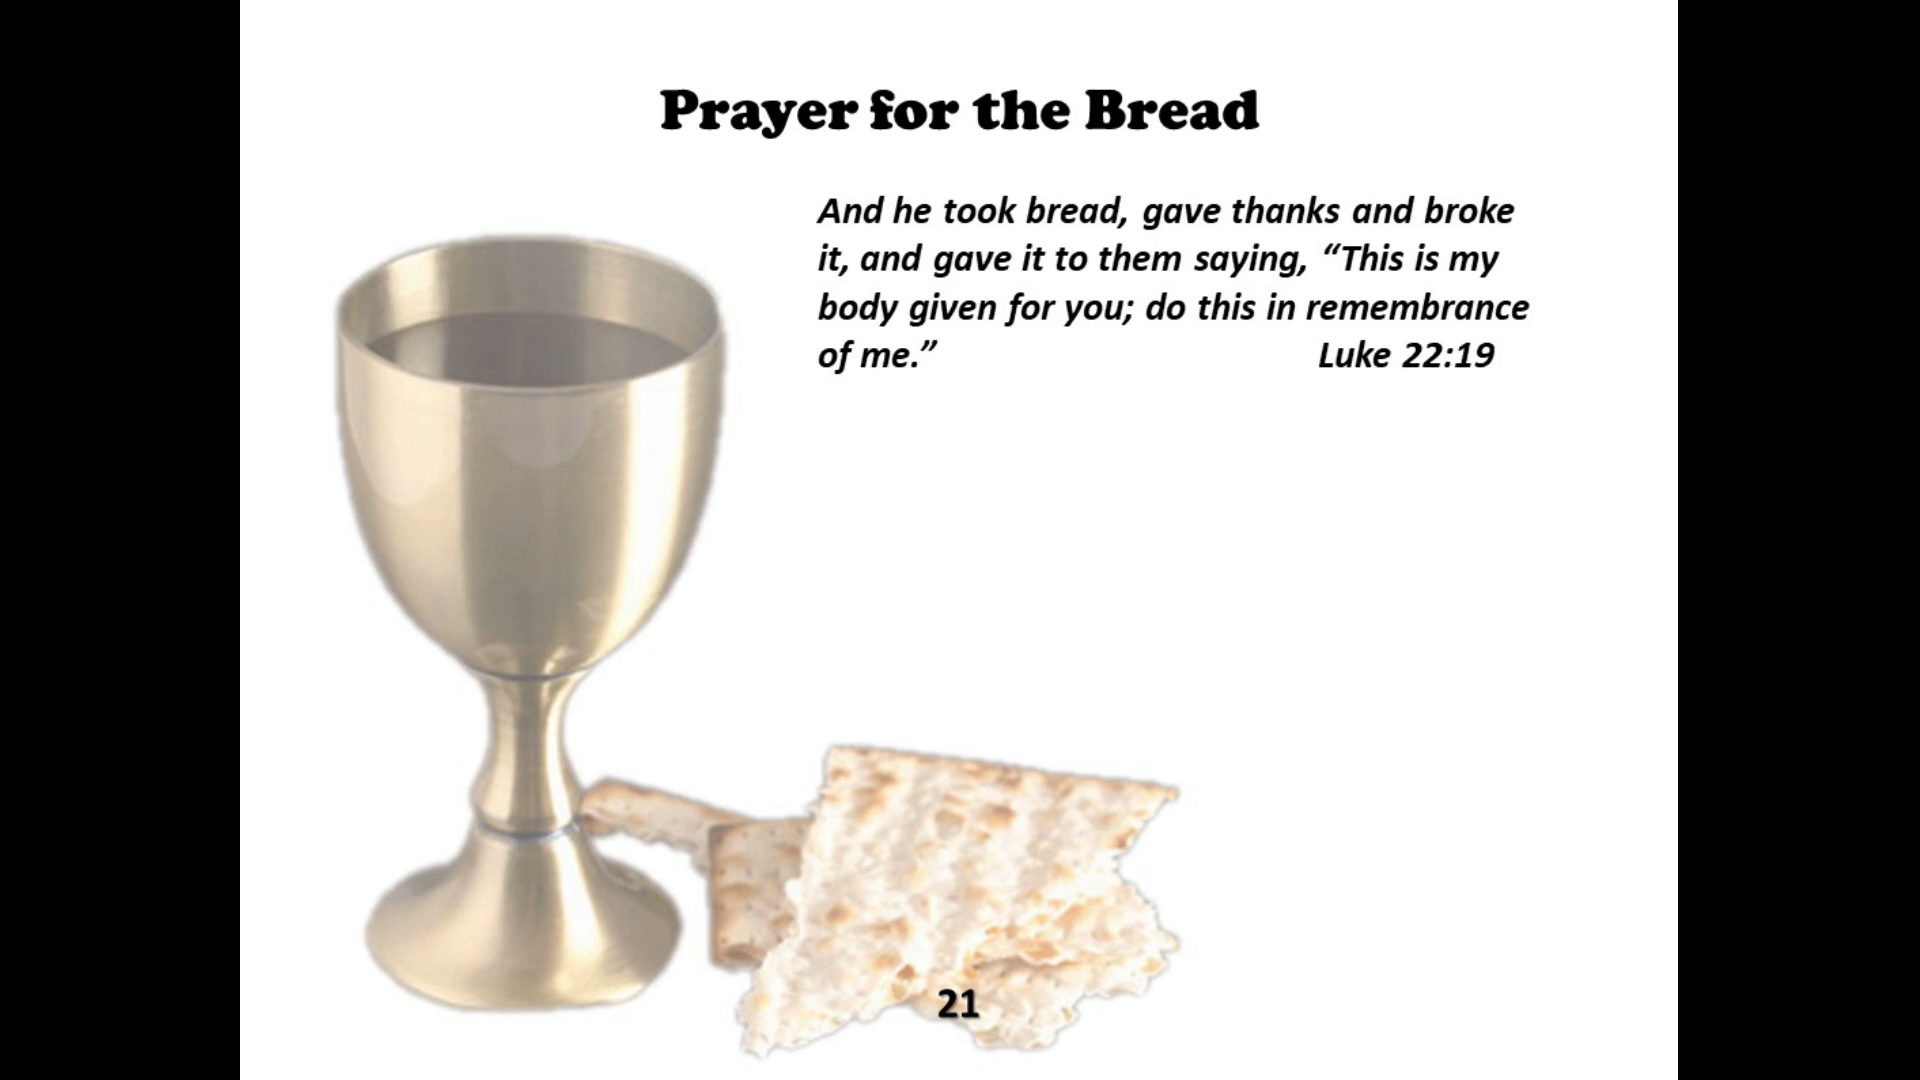 Prayer for the Bread
And he took bread, gave thanks and broke
it, and gave it to them saying, “This is my
body given for you; do this in remembrance
of me.” Luke 22:19
21